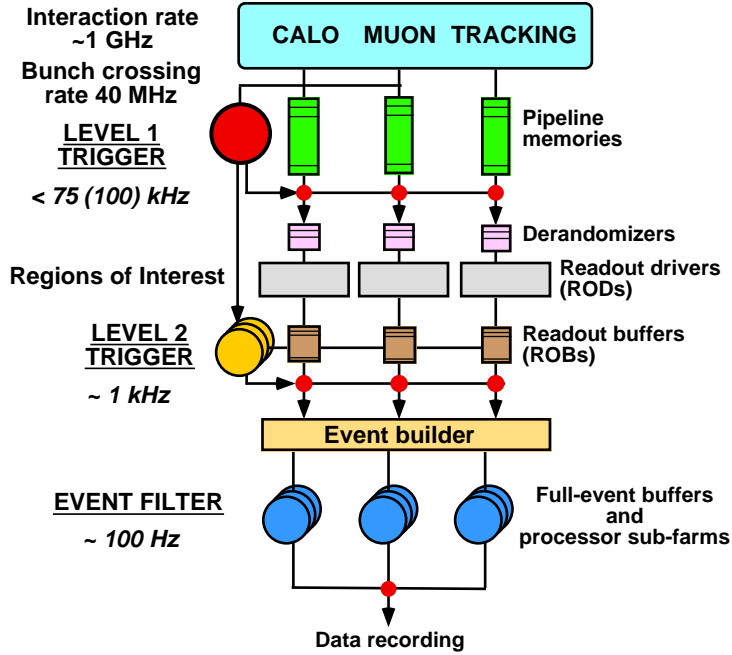 Interaction rate
~1 GHz
CALO MUON TRACKING
Bunch crossing
rate 40 MHz
LEVEL 1
TRIGGER
< 75 (100) kHz
Pipeline
memories
Derandomizers
Regions of Interest
Readout drivers
(RODs)
LEVEL 2
TRIGGER
~ 1 kHz
Readout buffers
(ROBs)
Event builder
EVENT FILTER
~ 100 Hz
Full-event buffers
and
processor sub-farms
Data recording